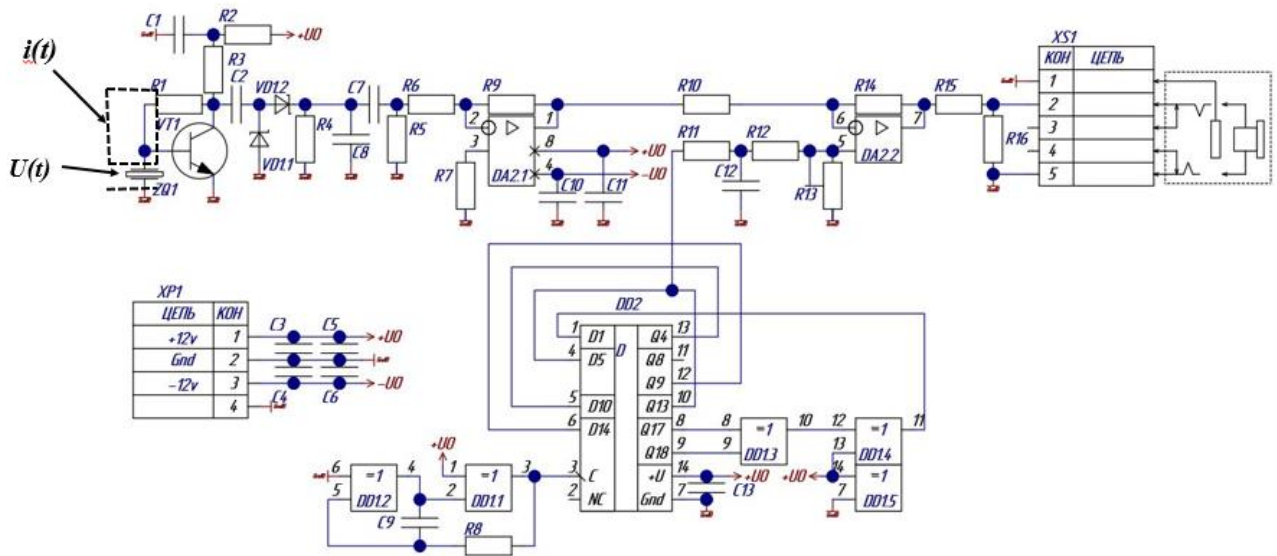 i(t)
U(t)
C1
R2
+U0
R3
R1
C2
VD1.2
VT1
ZQ1
VD1.1
R4
C7
R6
C8
R5
R9
2
1
3
8
4
DA2.1
+U0
-U0
R7
C10
C11
R10
R11
R12
C12
R13
R14
6
7
5
DA2.2
R15
R16
XS1
КОН
ЦЕПЬ
1
2
3
4
5
XP1
ЦЕПЬ
КОН
+12v
1
Gnd
2
-12v
3
4
C3
C5
C4
C6
+U0
-U0
DD2
D
1
D1
4
D5
5
D10
6
D14
3
C
2
NC
Q4
13
Q8
11
Q9
12
Q13
10
Q17
8
Q18
9
+U
14
Gnd
7
C13
+U0
8
9
=1
10
DD1.3
12
13
=1
11
DD1.4
+U0
14
7
=1
DD1.5
+U0
6
5
=1
4
DD1.2
1
2
=1
3
DD1.1
C9
R8